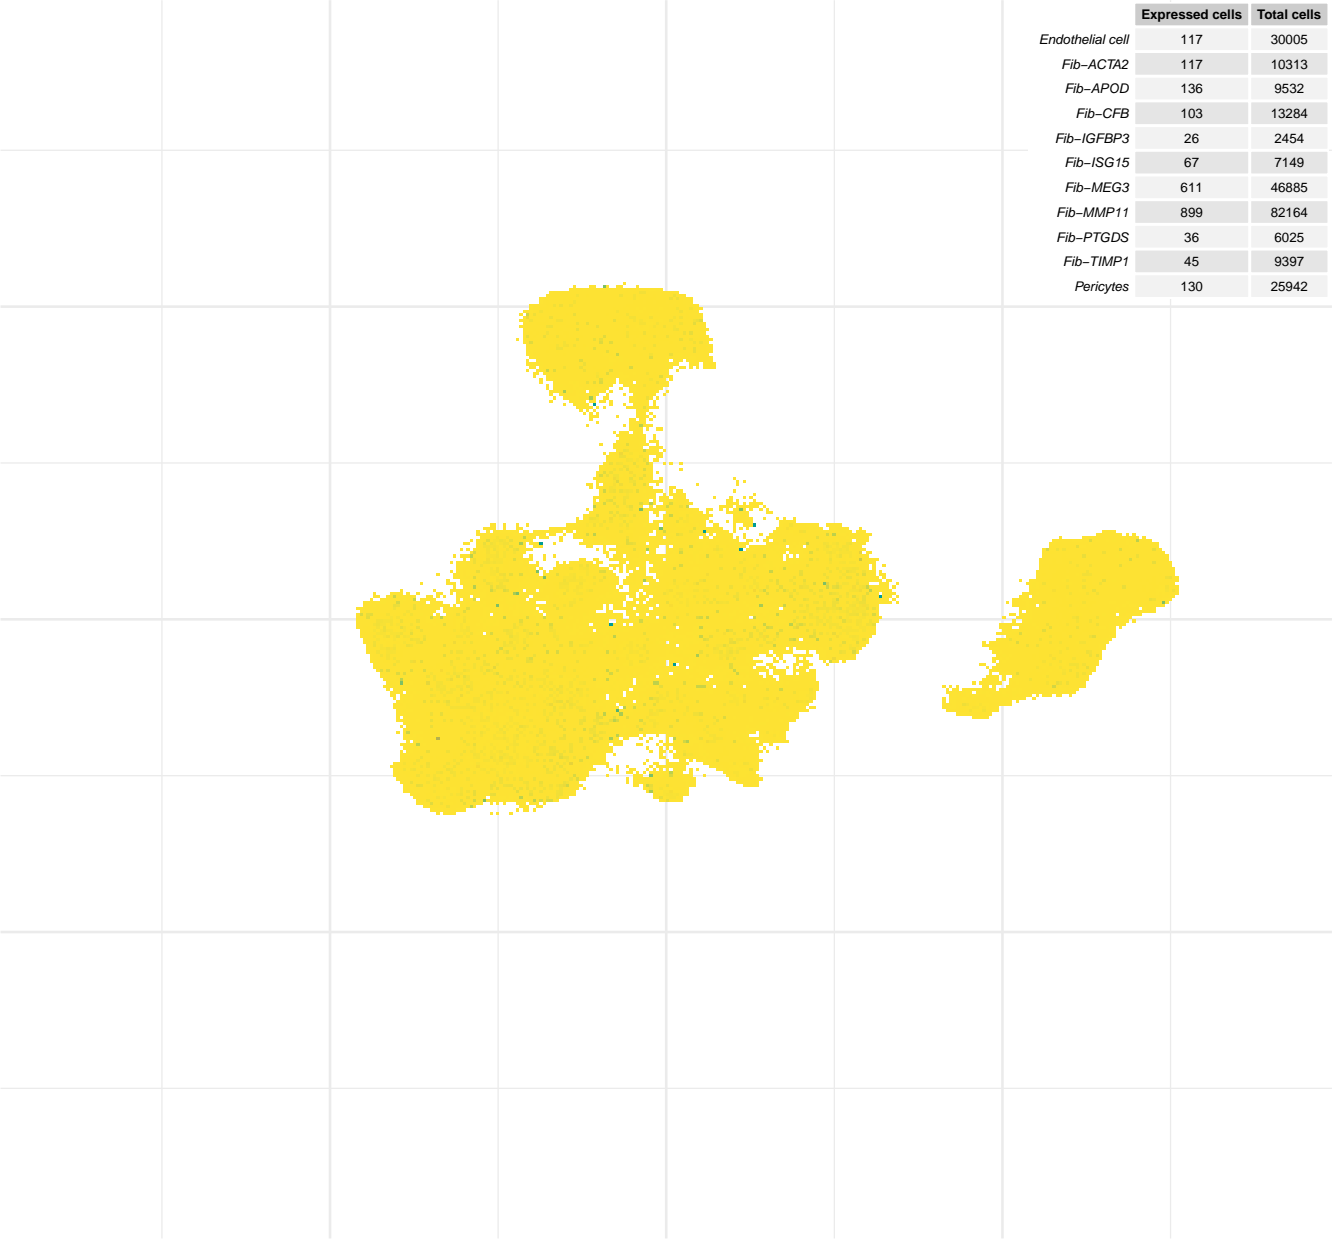 Expressed cells Total cells
Endothelial cell 117 30005
Fib−ACTA2 117 10313
Fib−APOD 136 9532
Fib−CFB 103 13284
Fib−IGFBP3 26 2454
Fib−ISG15 67 7149
Fib−MEG3 611 46885
Fib−MMP11 899 82164
Fib−PTGDS 36 6025
Fib−TIMP1 45 9397
Pericytes 130 25942